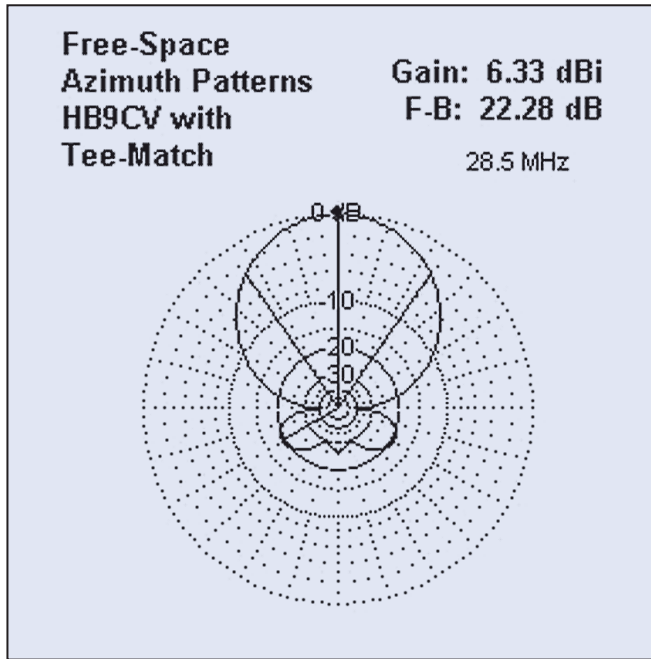 Free-Space
Azimuth Patterns
HB9CV with
Tee-Match
Gain: 6.33 dBi
F-B: 22.28 dB
28.5 MHz
0 dB
10
20
30